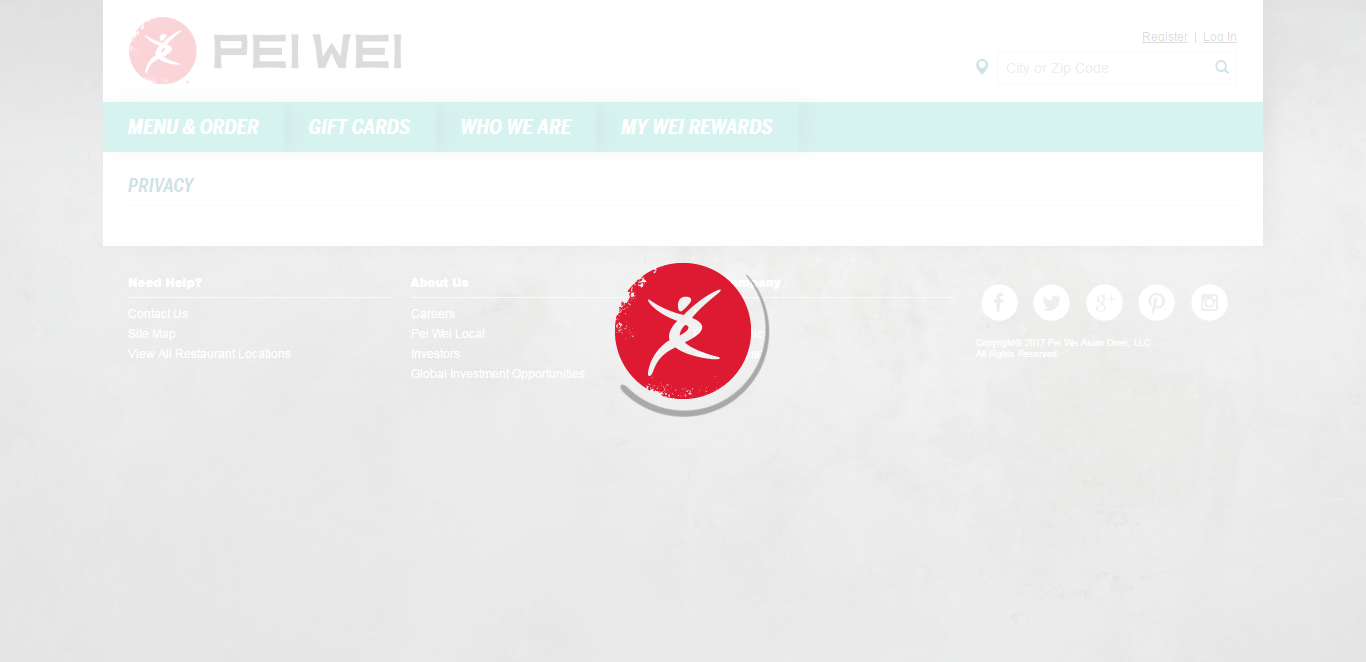 PEI WEI
Register | Log In
City or Zip Code
MENU & ORDER
GIFT CARDS
WHO WE ARE
MY WEI REWARDS
PRIVACY
Need Help?
Contact Us
Site Map
View All Restaurant Locations
About Us
Careers
Pei Wei Local
Investors
Global Investment Opportunities
Copyright© 2017 Pei Wei Asian Diner, LLC
All Rights Reserved.